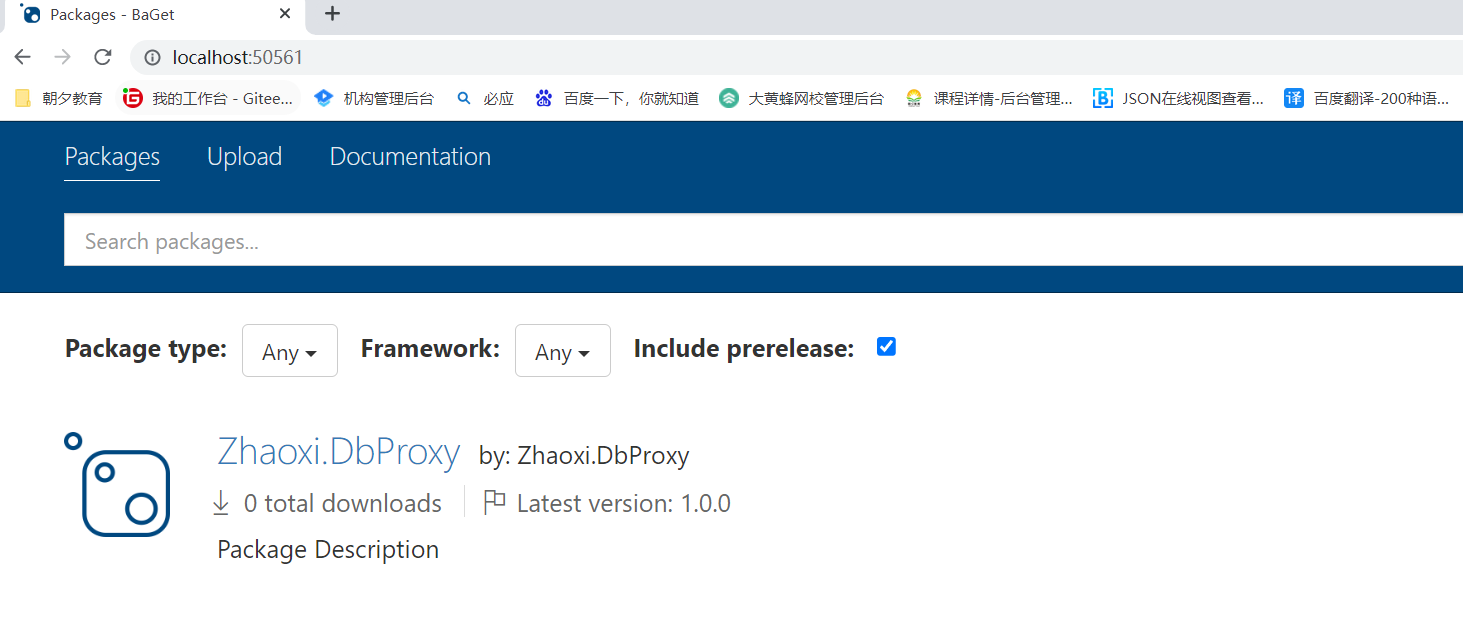 Packages - BaGet
localhost:50561
朝夕教育 我的工作台 - Gitee... 机构管理后台 必应 百度一下，你就知道 大黄蜂网校管理后台 课程详情-后台管理... JSON在线视图查看... 百度翻译-200种语...
Packages Upload Documentation
Search packages...
Package type: Any Framework: Any Include prerelease:
Zhaoxi.DbProxy by: Zhaoxi.DbProxy
0 total downloads Latest version: 1.0.0
Package Description